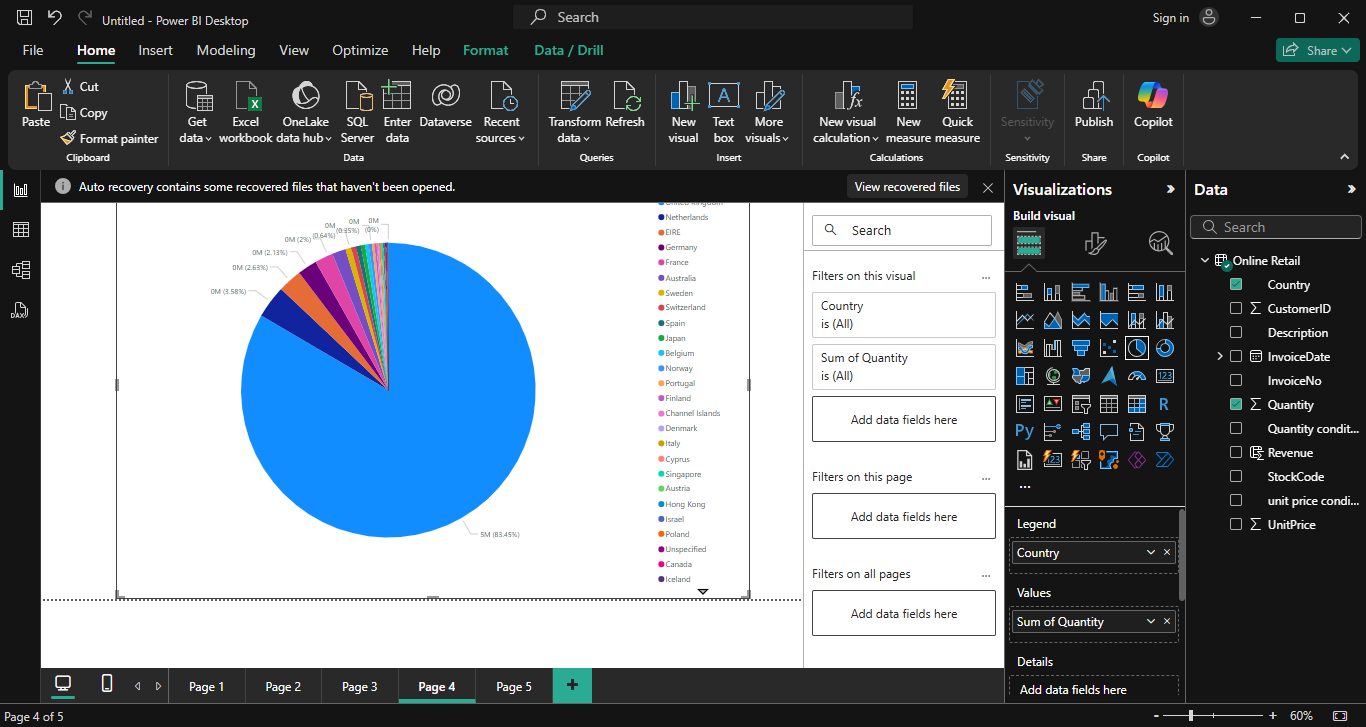 Untitled - Power BI Desktop
Search
Sign in
File
Home
Insert
Modeling
View
Optimize
Help
Format
Data / Drill
Share
Paste
Cut
Copy
Format painter
Clipboard
Get data
Excel workbook
OneLake data hub
SQL Server
Enter data
Dataverse
Recent sources
Data
Transform data
Refresh
Queries
New visual
Text box
More visuals
Insert
New visual calculation
New measure
Quick measure
Calculations
Sensitivity
Sensitivity
Publish
Share
Copilot
Copilot
Auto recovery contains some recovered files that haven't been opened.
View recovered files
0M (0%)
0M (0.35%)
0M (0.64%)
0M (2%)
0M (2.13%)
0M (2.63%)
0M (3.58%)
5M (83.45%)
United Kingdom
Netherlands
EIRE
Germany
France
Australia
Sweden
Switzerland
Spain
Japan
Belgium
Norway
Portugal
Finland
Channel Islands
Denmark
Italy
Cyprus
Singapore
Austria
Hong Kong
Israel
Poland
Unspecified
Canada
Iceland
Search
Filters on this visual
...
Country
is (All)
Sum of Quantity
is (All)
Add data fields here
Filters on this page
...
Add data fields here
Filters on all pages
...
Add data fields here
Visualizations
Build visual
123
R
Py
123
...
Legend
Country
Values
Sum of Quantity
Details
Add data fields here
Data
Search
Online Retail
Country
CustomerID
Description
InvoiceDate
InvoiceNo
Quantity
Quantity condit...
Revenue
StockCode
unit price condi...
UnitPrice
Page 1
Page 2
Page 3
Page 4
Page 5
Page 4 of 5
60%